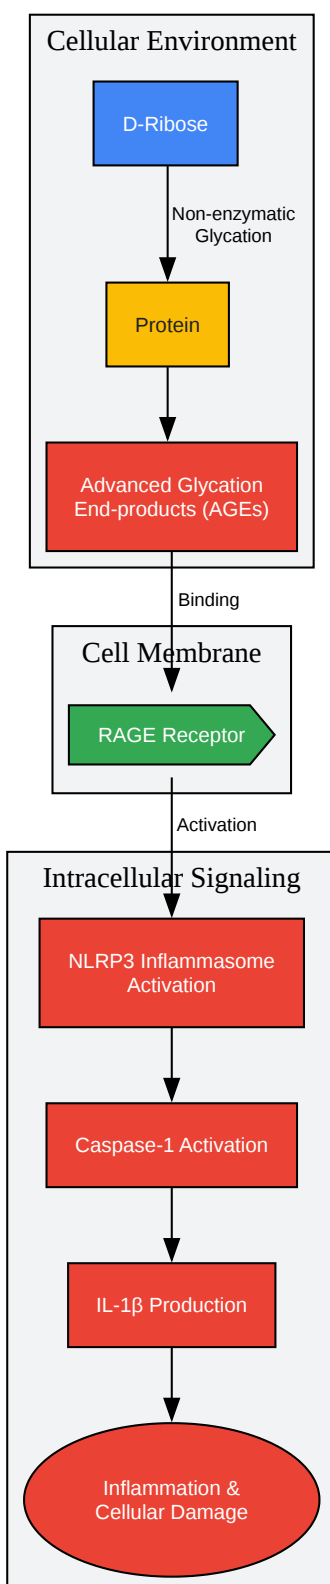 Cellular Environment
D-Ribose
Non-enzymatic
Glycation
Protein
Advanced Glycation
End-products (AGEs)
Binding
Cell Membrane
RAGE Receptor
Activation
Intracellular Signaling
NLRP3 Inflammasome
Activation
Caspase-1 Activation
IL-1β Production
Inflammation &
Cellular Damage